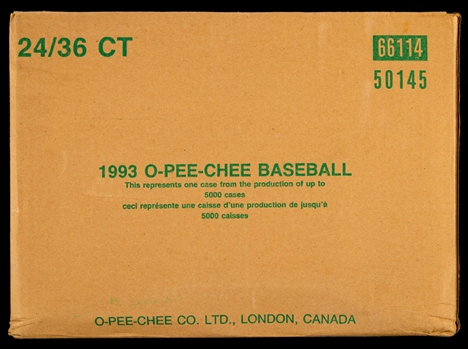 24/36 CT
66114
50145
1993 O-PEE-CHEE BASEBALL
This represents one case from the production of up to
5000 cases
ceci représente une caisse d'une production de jusqu'à
5000 caisses
O-PEE-CHEE CO. LTD., LONDON, CANADA